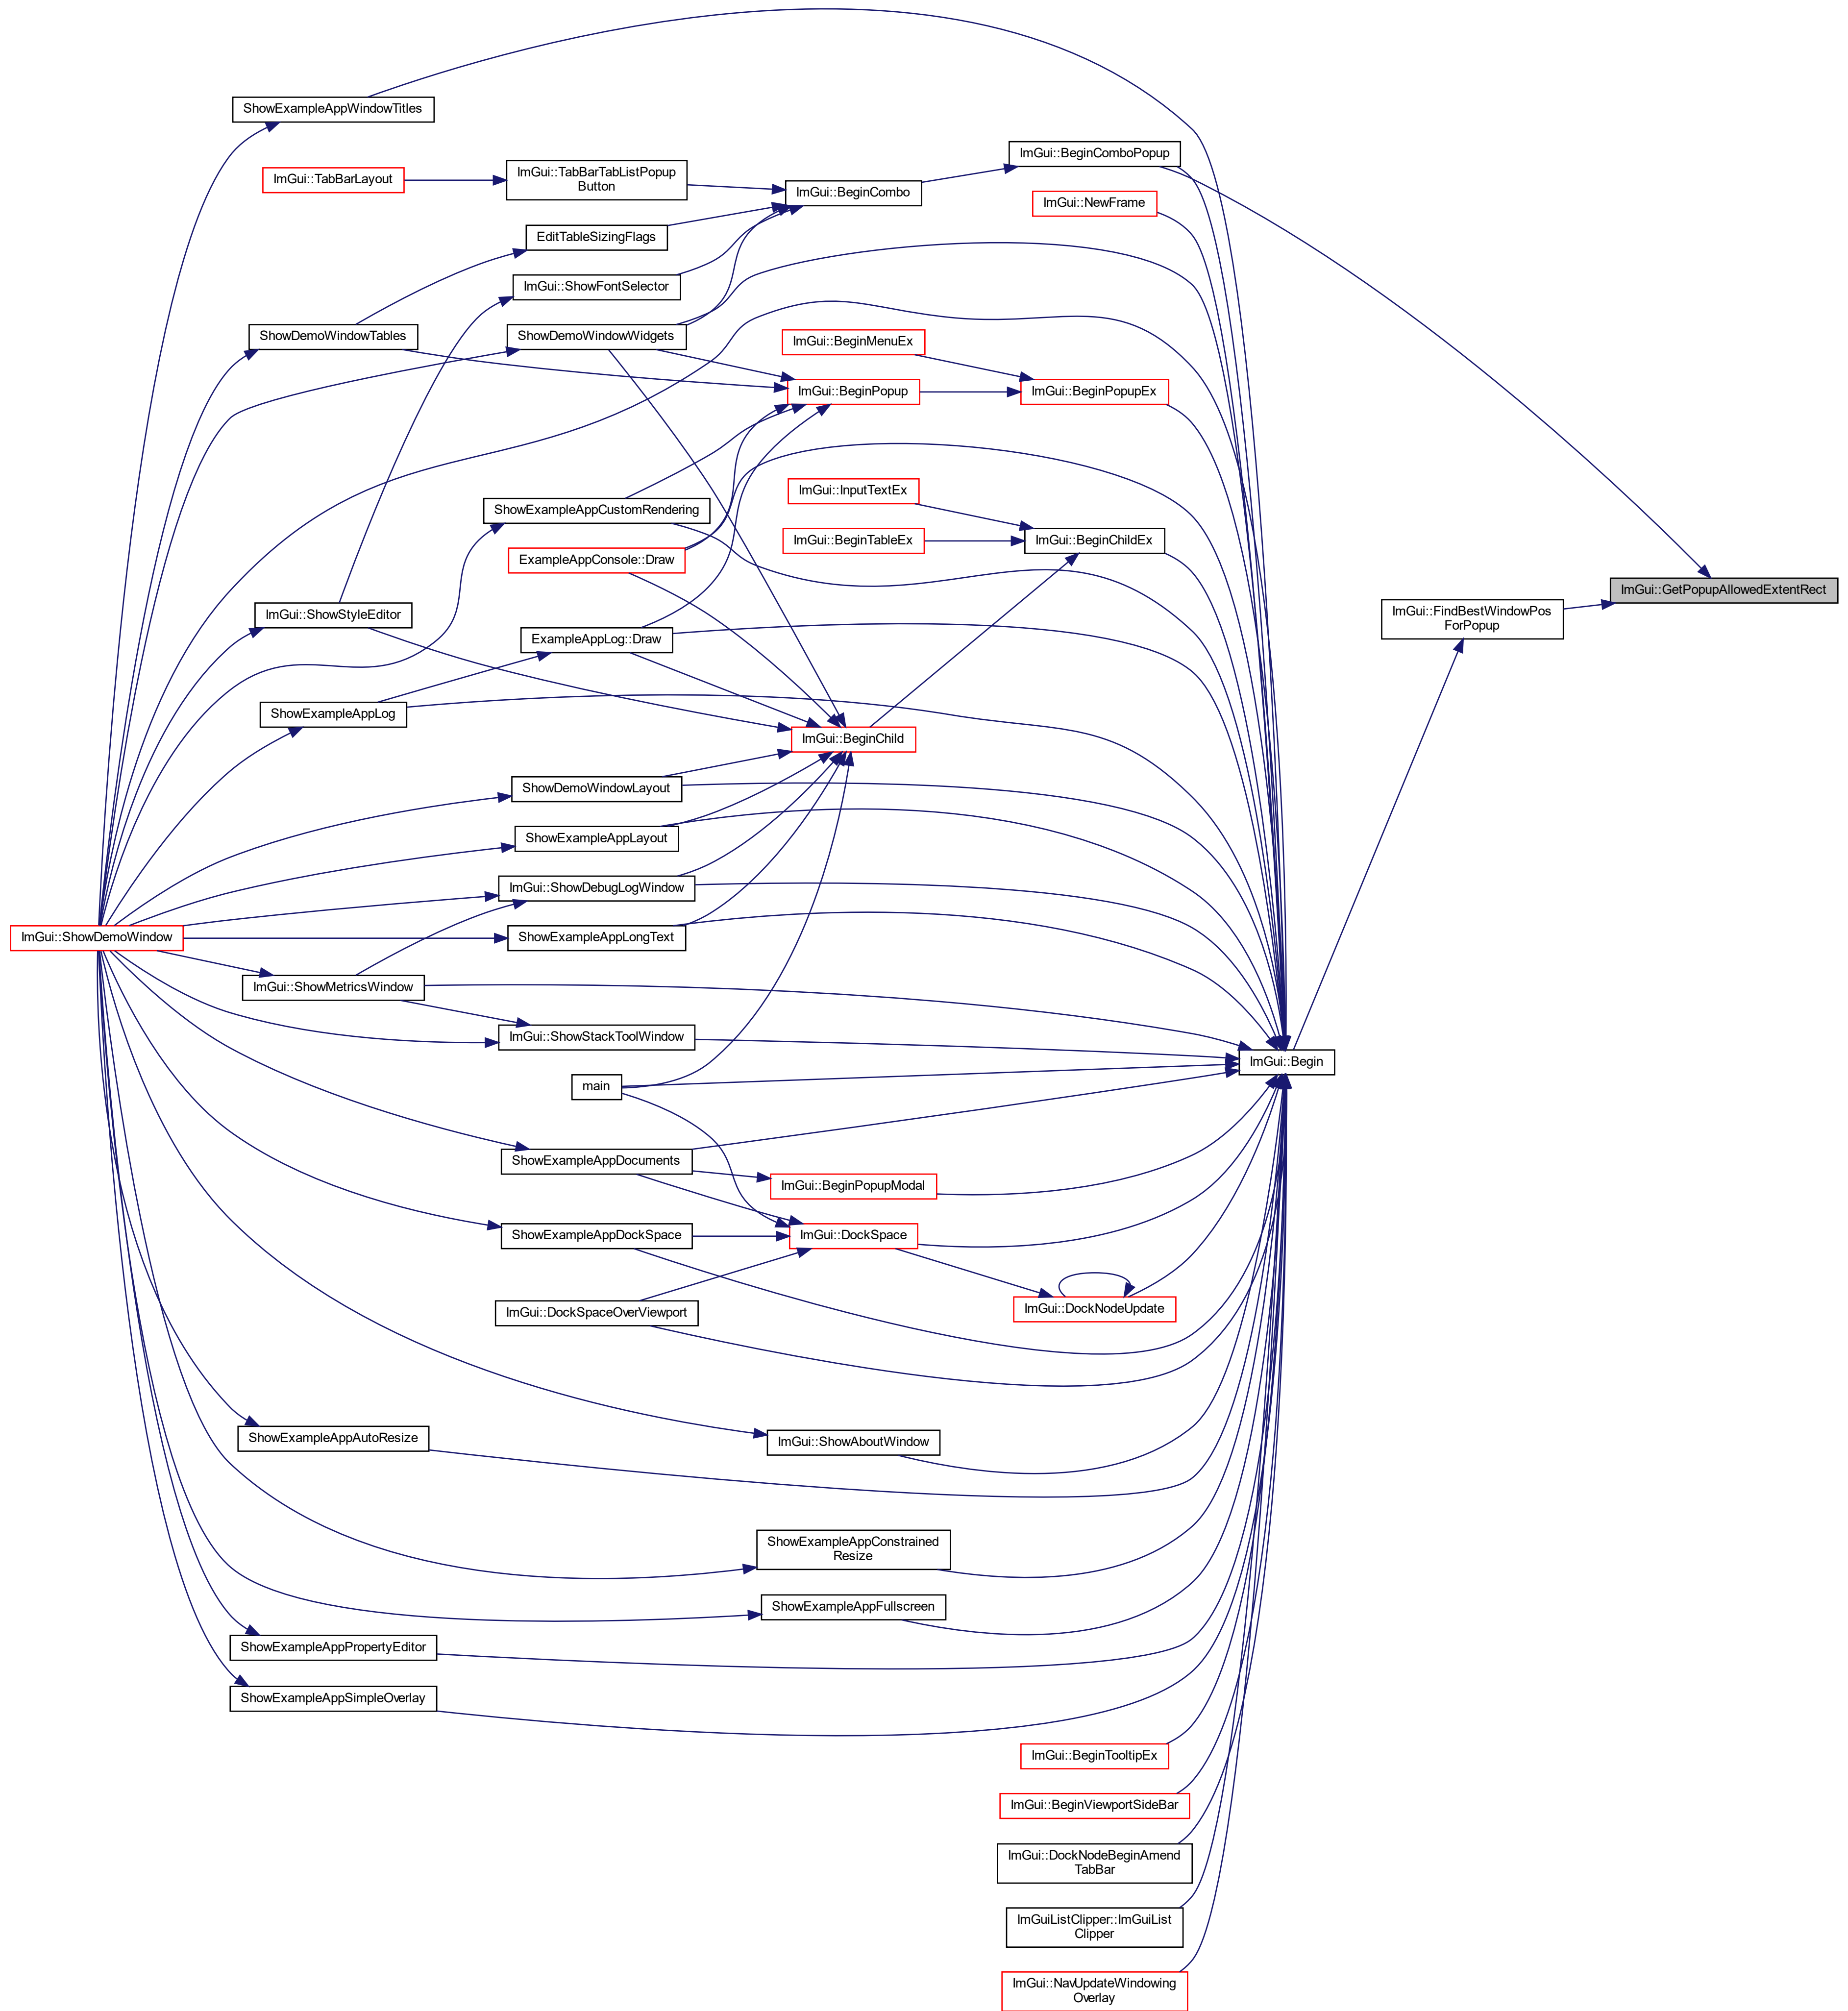 ShowExampleAppWindowTitles
ImGui::BeginComboPopup
ImGui::TabBarLayout
ImGui::TabBarTabListPopup
Button
ImGui::BeginCombo
ImGui::NewFrame
EditTableSizingFlags
ImGui::ShowFontSelector
ShowDemoWindowTables
ShowDemoWindowWidgets
ImGui::BeginMenuEx
ImGui::BeginPopup
ImGui::BeginPopupEx
ImGui::InputTextEx
ShowExampleAppCustomRendering
ImGui::BeginTableEx
ImGui::BeginChildEx
ExampleAppConsole::Draw
ImGui::GetPopupAllowedExtentRect
ImGui::ShowStyleEditor
ImGui::FindBestWindowPos
ForPopup
ExampleAppLog::Draw
ShowExampleAppLog
ImGui::BeginChild
ShowDemoWindowLayout
ShowExampleAppLayout
ImGui::ShowDebugLogWindow
ImGui::ShowDemoWindow
ShowExampleAppLongText
ImGui::ShowMetricsWindow
ImGui::ShowStackToolWindow
ImGui::Begin
main
ShowExampleAppDocuments
ImGui::BeginPopupModal
ShowExampleAppDockSpace
ImGui::DockSpace
ImGui::DockSpaceOverViewport
ImGui::DockNodeUpdate
ShowExampleAppAutoResize
ImGui::ShowAboutWindow
ShowExampleAppConstrained
Resize
ShowExampleAppFullscreen
ShowExampleAppPropertyEditor
ShowExampleAppSimpleOverlay
ImGui::BeginTooltipEx
ImGui::BeginViewportSideBar
ImGui::DockNodeBeginAmend
TabBar
ImGuiListClipper::ImGuiList
Clipper
ImGui::NavUpdateWindowing
Overlay